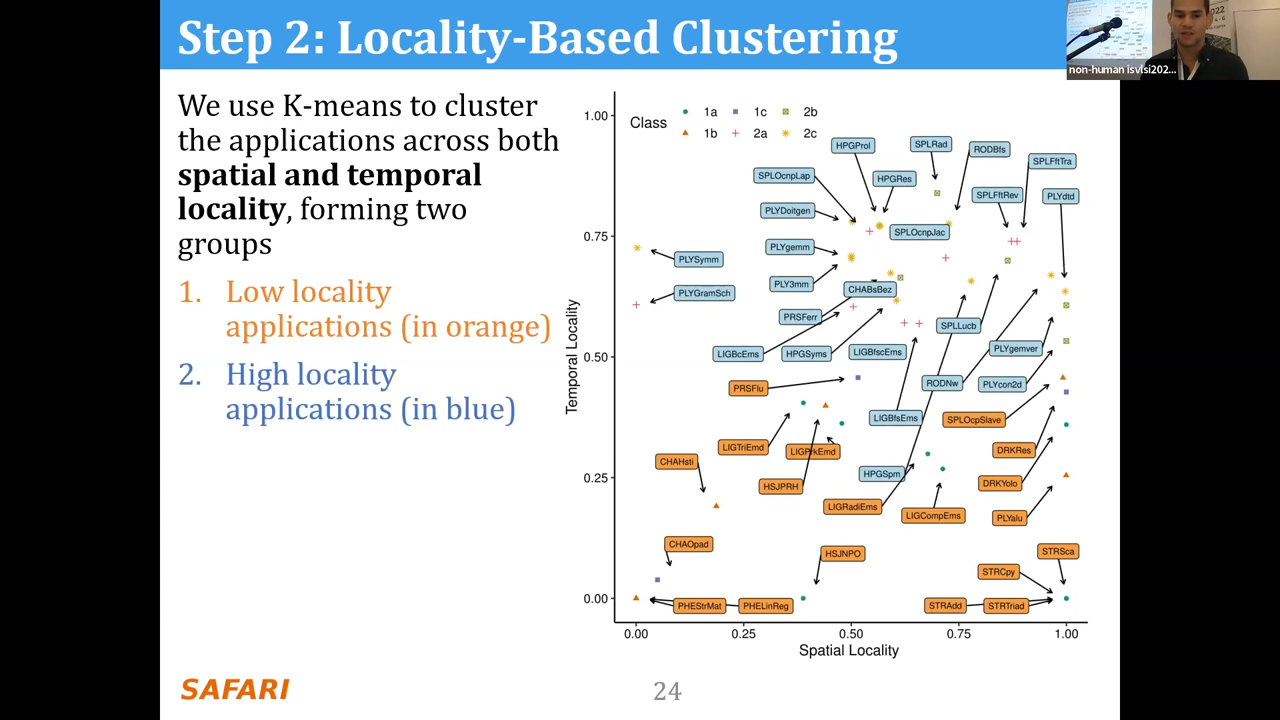 Step 2: Locality-Based Clustering
2022
non-human isvlsi202...
We use K-means to cluster
the applications across both
spatial and temporal
locality, forming two
groups
1. Low locality
applications (in orange)
2. High locality
applications (in blue)
Class
1a 1c 2b
1b 2a 2c
1.00
0.75
0.50
0.25
0.00
Temporal Locality
HPGProl
SPLRad
RODBfs
SPLFftTra
SPLOcnpLap
HPGRes
SPLFftRev
PLYdtd
PLYDoitgen
SPLOcnpJac
PLYgemm
PLYSymm
PLY3mm
CHABsBez
PLYGramSch
PRSFerr
SPLLucb
LIGBcEms
HPGSyms
LIGBfscEms
PLYgemver
PRSFlu
RODNw
PLYcon2d
LIGBfsEms
SPLOcpSlave
LIGTriEmd
LIGPrkEmd
DRKRes
CHAHsti
HPGSpm
DRKYolo
HSJPRH
LIGRadiEms
LIGCompEms
PLYalu
CHAOpad
HSJNPO
STRSca
STRCpy
PHEStrMat
PHELinReg
STRAdd
STRTriad
0.00 0.25 0.50 0.75 1.00
Spatial Locality
SAFARI
24